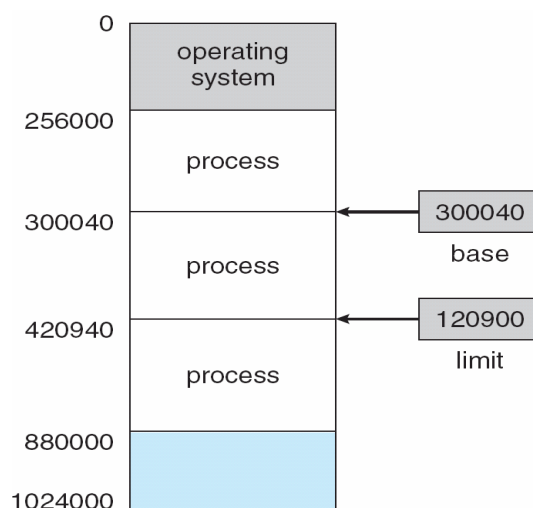 0
operating
system
256000
process
300040
300040
base
process
420940
120900
limit
process
880000
1024000